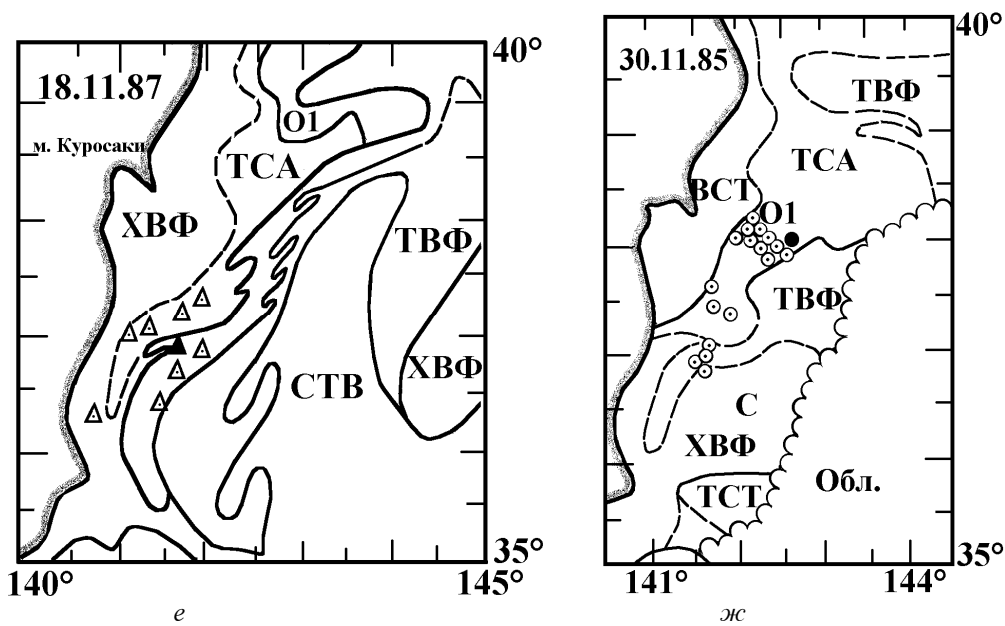 40°
18.11.87
О1
м. Куросаки
ТСА
ХВФ
ТВФ
ХВФ
СТВ
35°
140°
145°
е
40°
30.11.85
ТВФ
ТСА
ВСТ
О1
ТВФ
С
ХВФ
ТСТ
Обл.
35°
141°
144°
ж